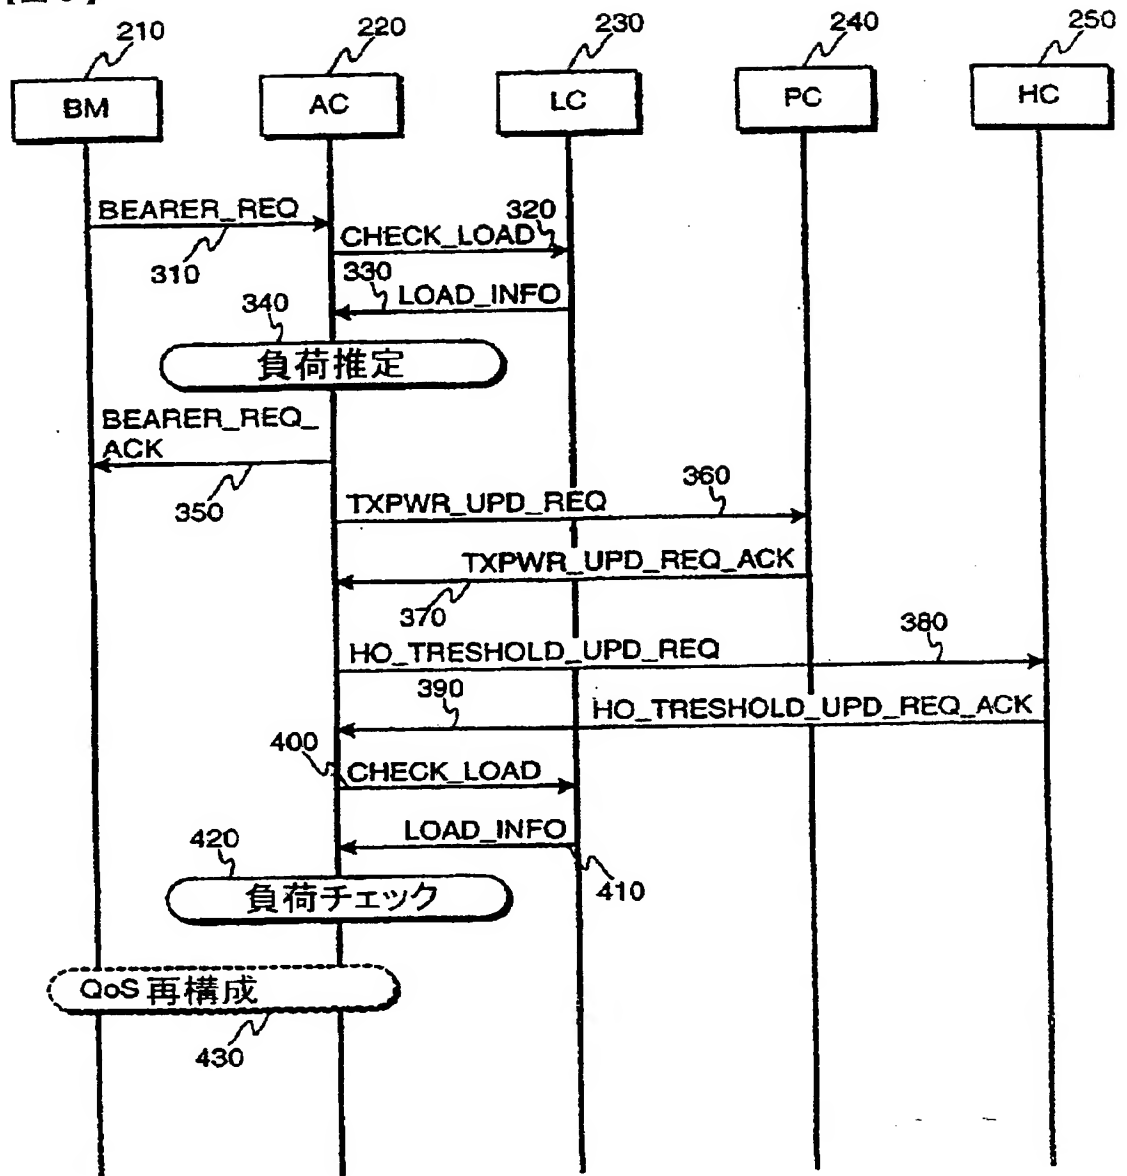 210 220 230 240 250
BM AC LC PC HC
BEARER_REQ
310
320
CHECK_LOAD
330
LOAD_INFO
340
負荷推定
BEARER_REQ_
ACK
350
360
TXPWR_UPD_REQ
TXPWR_UPD_REQ_ACK
370
380
HO_TRESHOLD_UPD_REQ
390
HO_TRESHOLD_UPD_REQ_ACK
400
CHECK_LOAD
LOAD_INFO
410
420
負荷チェック
QoS 再構成
430